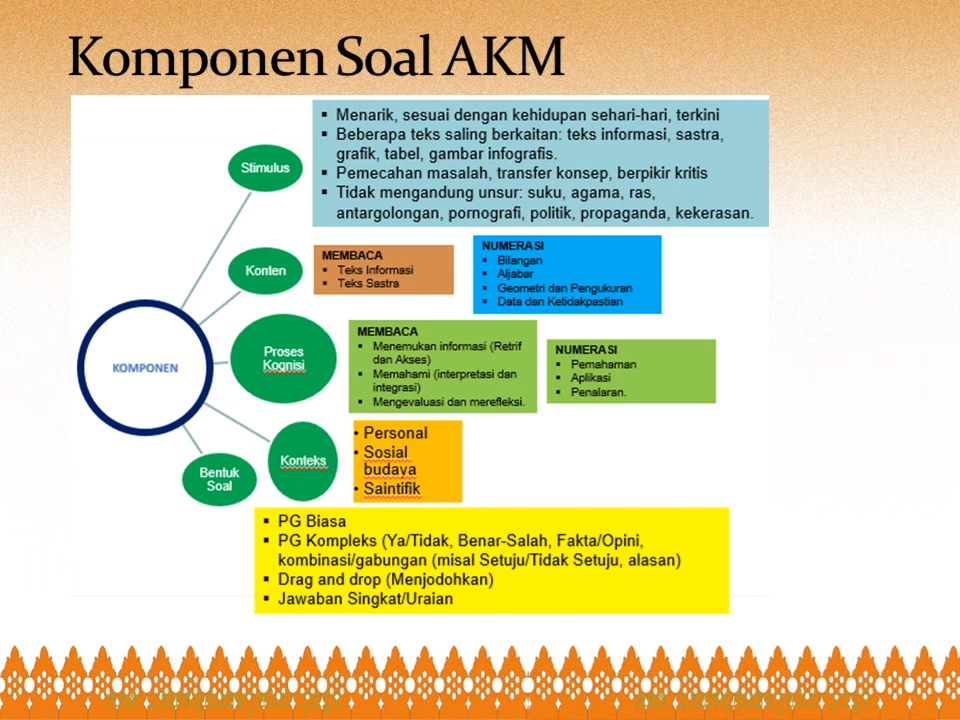 Komponen Soal AKM
▪ Menarik, sesuai dengan kehidupan sehari-hari, terkini
▪ Beberapa teks saling berkaitan: teks informasi, sastra,
grafik, tabel, gambar infografis.
▪ Pemecahan masalah, transfer konsep, berpikir kritis
▪ Tidak mengandung unsur: suku, agama, ras,
antargolongan, pornografi, politik, propaganda, kekerasan.
Stimulus
Konten
MEMBACA
▪ Teks Informasi
▪ Teks Sastra
NUMERASI
▪ Bilangan
▪ Aljabar
▪ Geometri dan Pengukuran
▪ Data dan Ketidakpastian
KOMPONEN
Proses
Kognisi
MEMBACA
▪ Menemukan informasi (Retrif
dan Akses)
▪ Memahami (interpretasi dan
integrasi)
▪ Mengevaluasi dan merefleksi.
NUMERASI
▪ Pemahaman
▪ Aplikasi
▪ Penalaran.
Konteks
• Personal
• Sosial
budaya
• Saintifik
Bentuk
Soal
▪ PG Biasa
▪ PG Kompleks (Ya/Tidak, Benar-Salah, Fakta/Opini,
kombinasi/gabungan (misal Setuju/Tidak Setuju, alasan)
▪ Drag and drop (Menjodohkan)
▪ Jawaban Singkat/Uraian